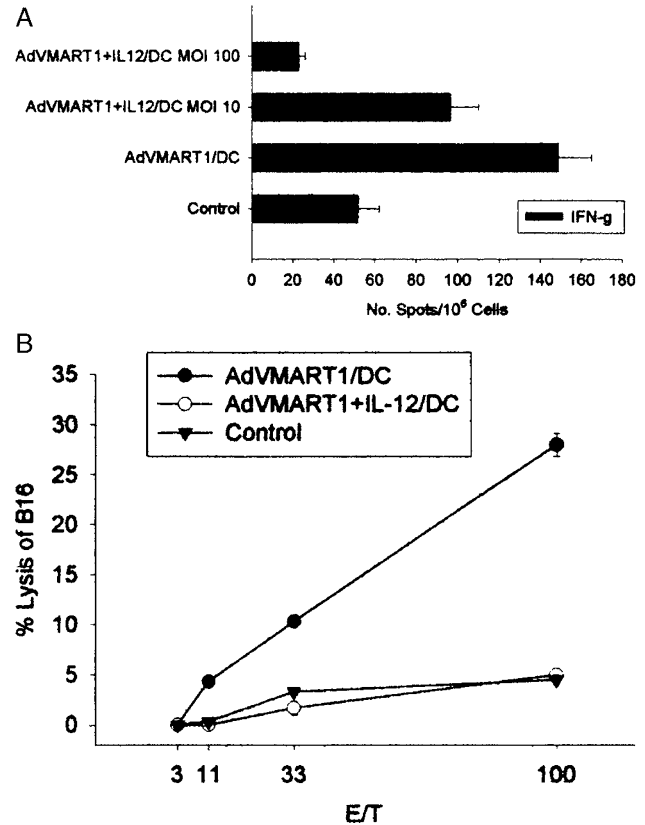 A
AdVMART1+IL12/DC MOI 100
AdVMART1+IL12/DC MOI 10
AdVMART1/DC
Control
IFN-g
0 20 40 60 80 100 120 140 160 180
No. Spots/10⁶ Cells
B
AdVMART1/DC
AdVMART1+IL-12/DC
Control
35
30
25
20
15
10
5
0
% Lysis of B16
3 11 33 100
E/T